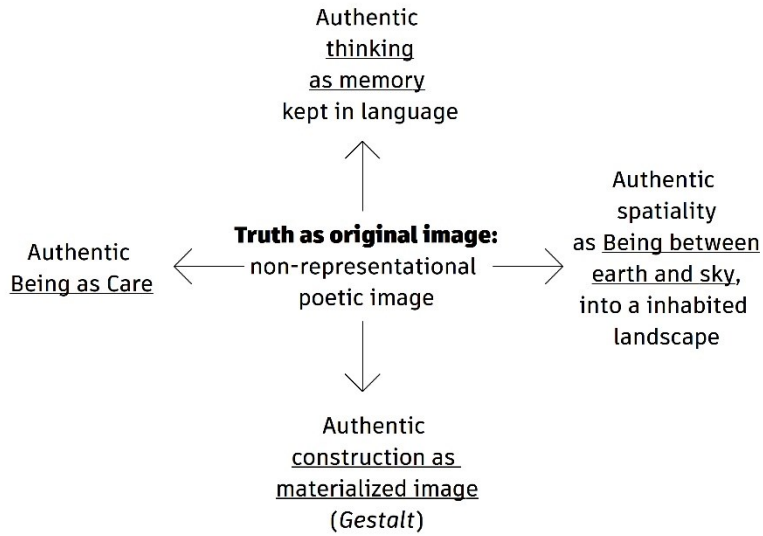 Authentic
thinking
as memory
kept in language
Authentic
Being as Care
Truth as original image:
non-representational
poetic image
Authentic
spatiality
as Being between
earth and sky,
into a inhabited
landscape
Authentic
construction as
materialized image
(Gestalt)